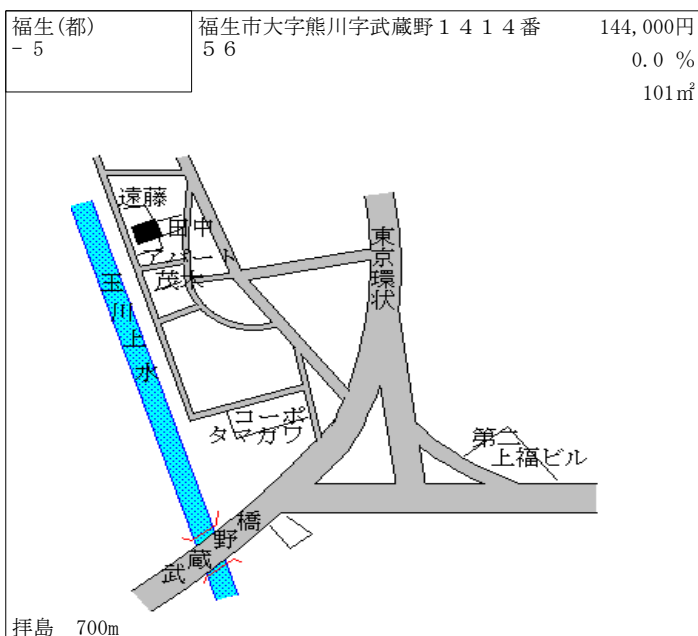 福生(都)
- 5
福生市大字熊川字武蔵野１４１４番
５６
144,000円
0.0 %
101㎡
遠藤
田中
アパート
茂木
東京環状
玉川上水
コーポ
タマガワ
第二
上福ビル
武蔵野橋
拝島　700m